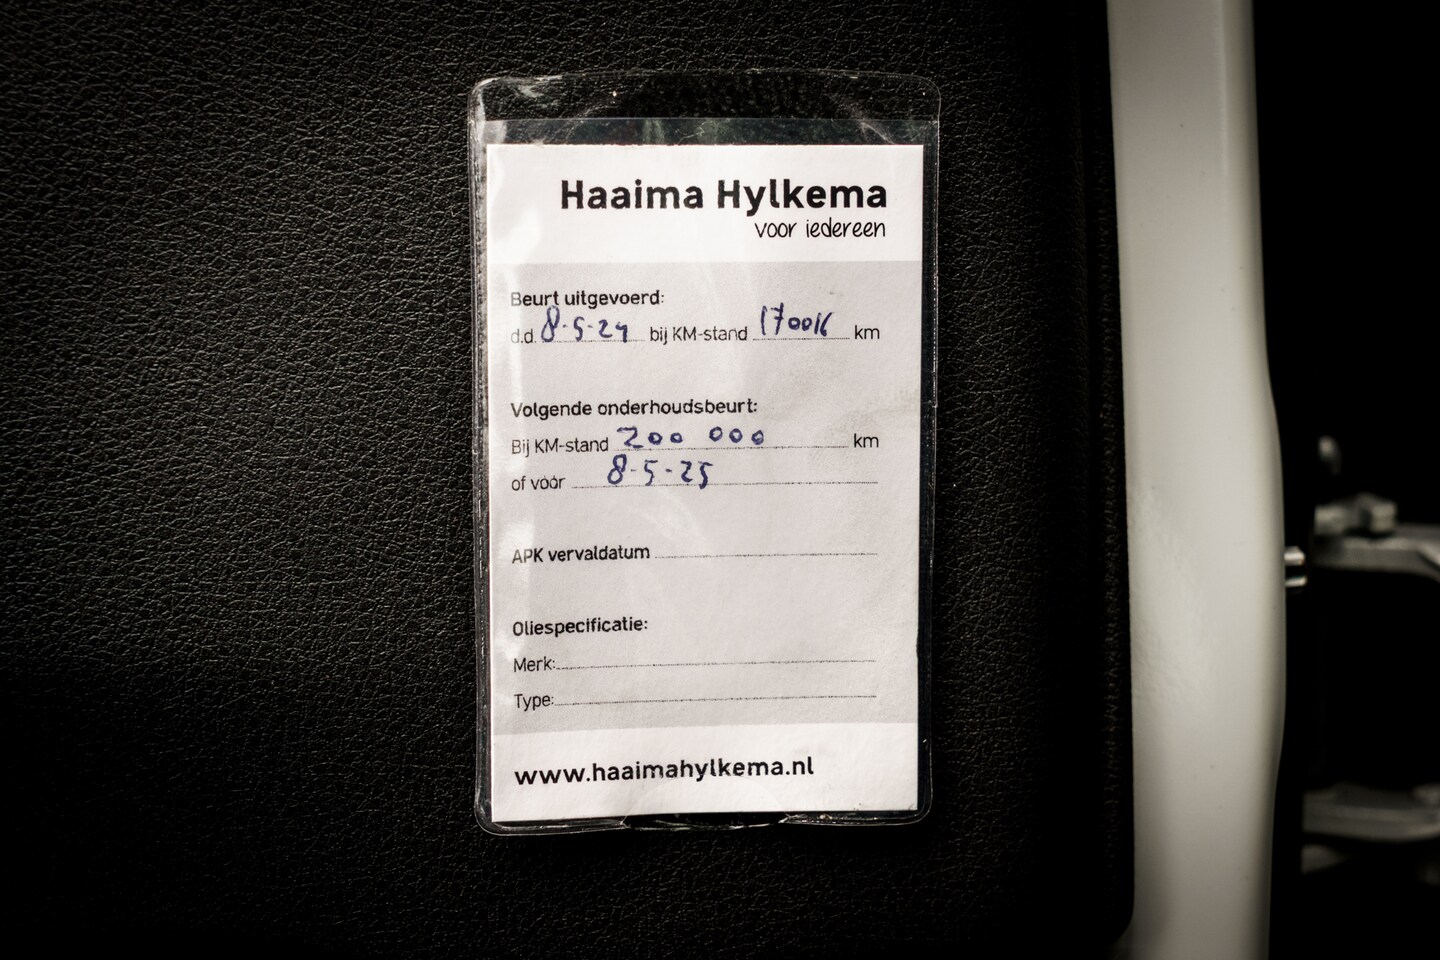 Haaima Hylkema
voor iedereen
Beurt uitgevoerd:
d.d. 8-5-24 bij KM-stand 170016 km
Volgende onderhoudsbeurt:
Bij KM-stand 200 000 km
of vóór 8-5-25
APK vervaldatum
Oliespecificatie:
Merk:
Type:
www.haaimahylkema.nl